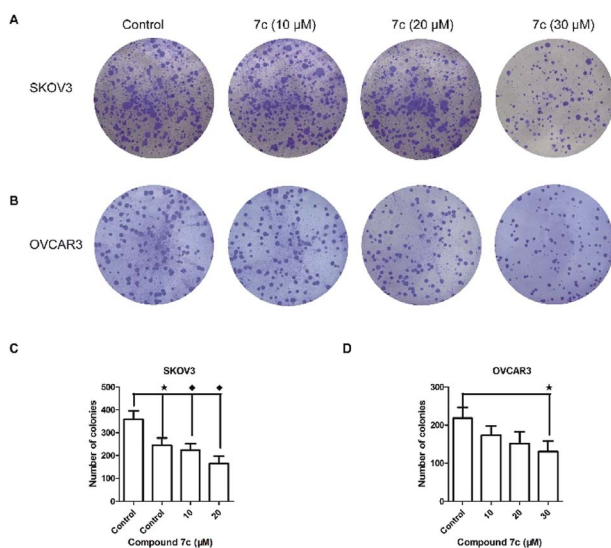 A
Control 7c (10 µM) 7c (20 µM) 7c (30 µM)
SKOV3
B
OVCAR3
C
SKOV3
Number of colonies
500
400
300
200
100
0
★ ◆ ◆
Control Control 10 20
Compound 7c (µM)
D
OVCAR3
Number of colonies
300
200
100
0
★
Control 10 20 30
Compound 7c (µM)